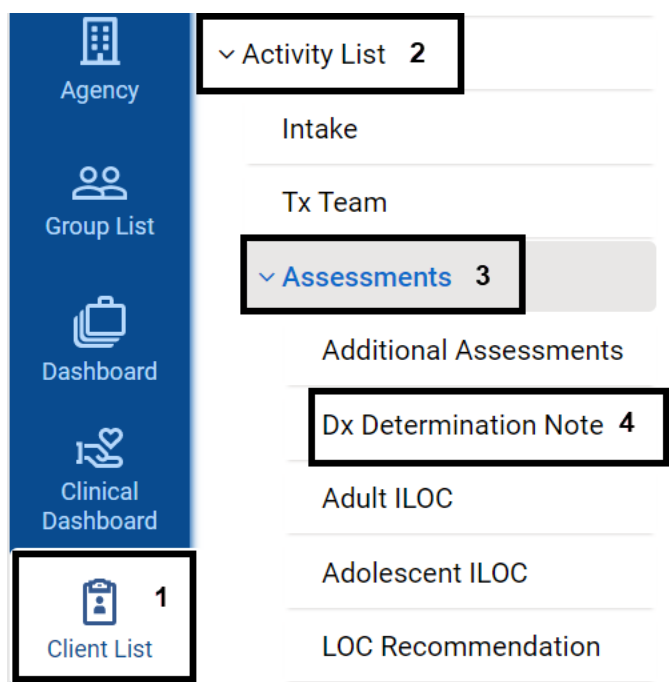 Agency
Group List
Dashboard
Clinical
Dashboard
1
Client List
Activity List 2
Intake
Tx Team
Assessments 3
Additional Assessments
Dx Determination Note 4
Adult ILOC
Adolescent ILOC
LOC Recommendation